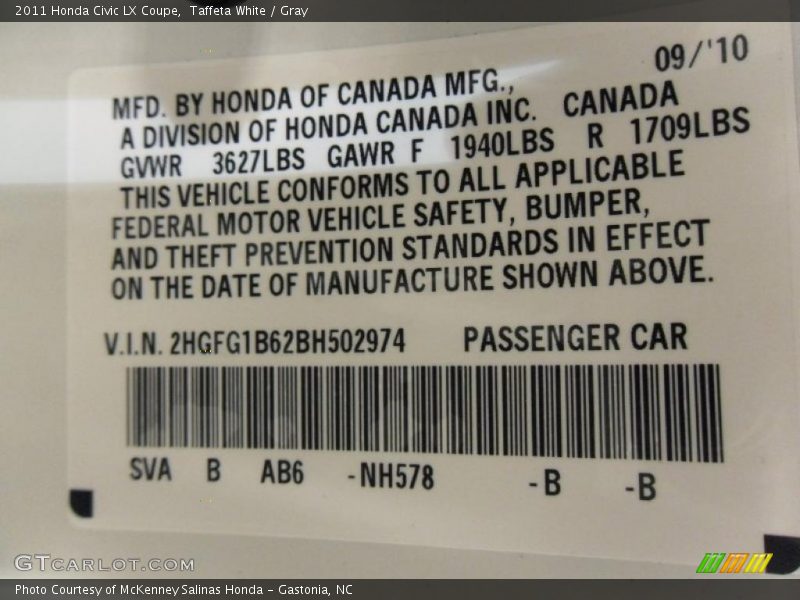 2011 Honda Civic LX Coupe,  Taffeta White / Gray
09/'10
MFD. BY HONDA OF CANADA MFG.,
A DIVISION OF HONDA CANADA INC. CANADA
GVWR 3627LBS GAWR F 1940LBS R 1709LBS
THIS VEHICLE CONFORMS TO ALL APPLICABLE
FEDERAL MOTOR VEHICLE SAFETY, BUMPER,
AND THEFT PREVENTION STANDARDS IN EFFECT
ON THE DATE OF MANUFACTURE SHOWN ABOVE.
V.I.N. 2HGFG1B62BH502974 PASSENGER CAR
SVA B AB6 -NH578 -B -B
GTCARLOT.COM
Photo Courtesy of McKenney Salinas Honda - Gastonia, NC